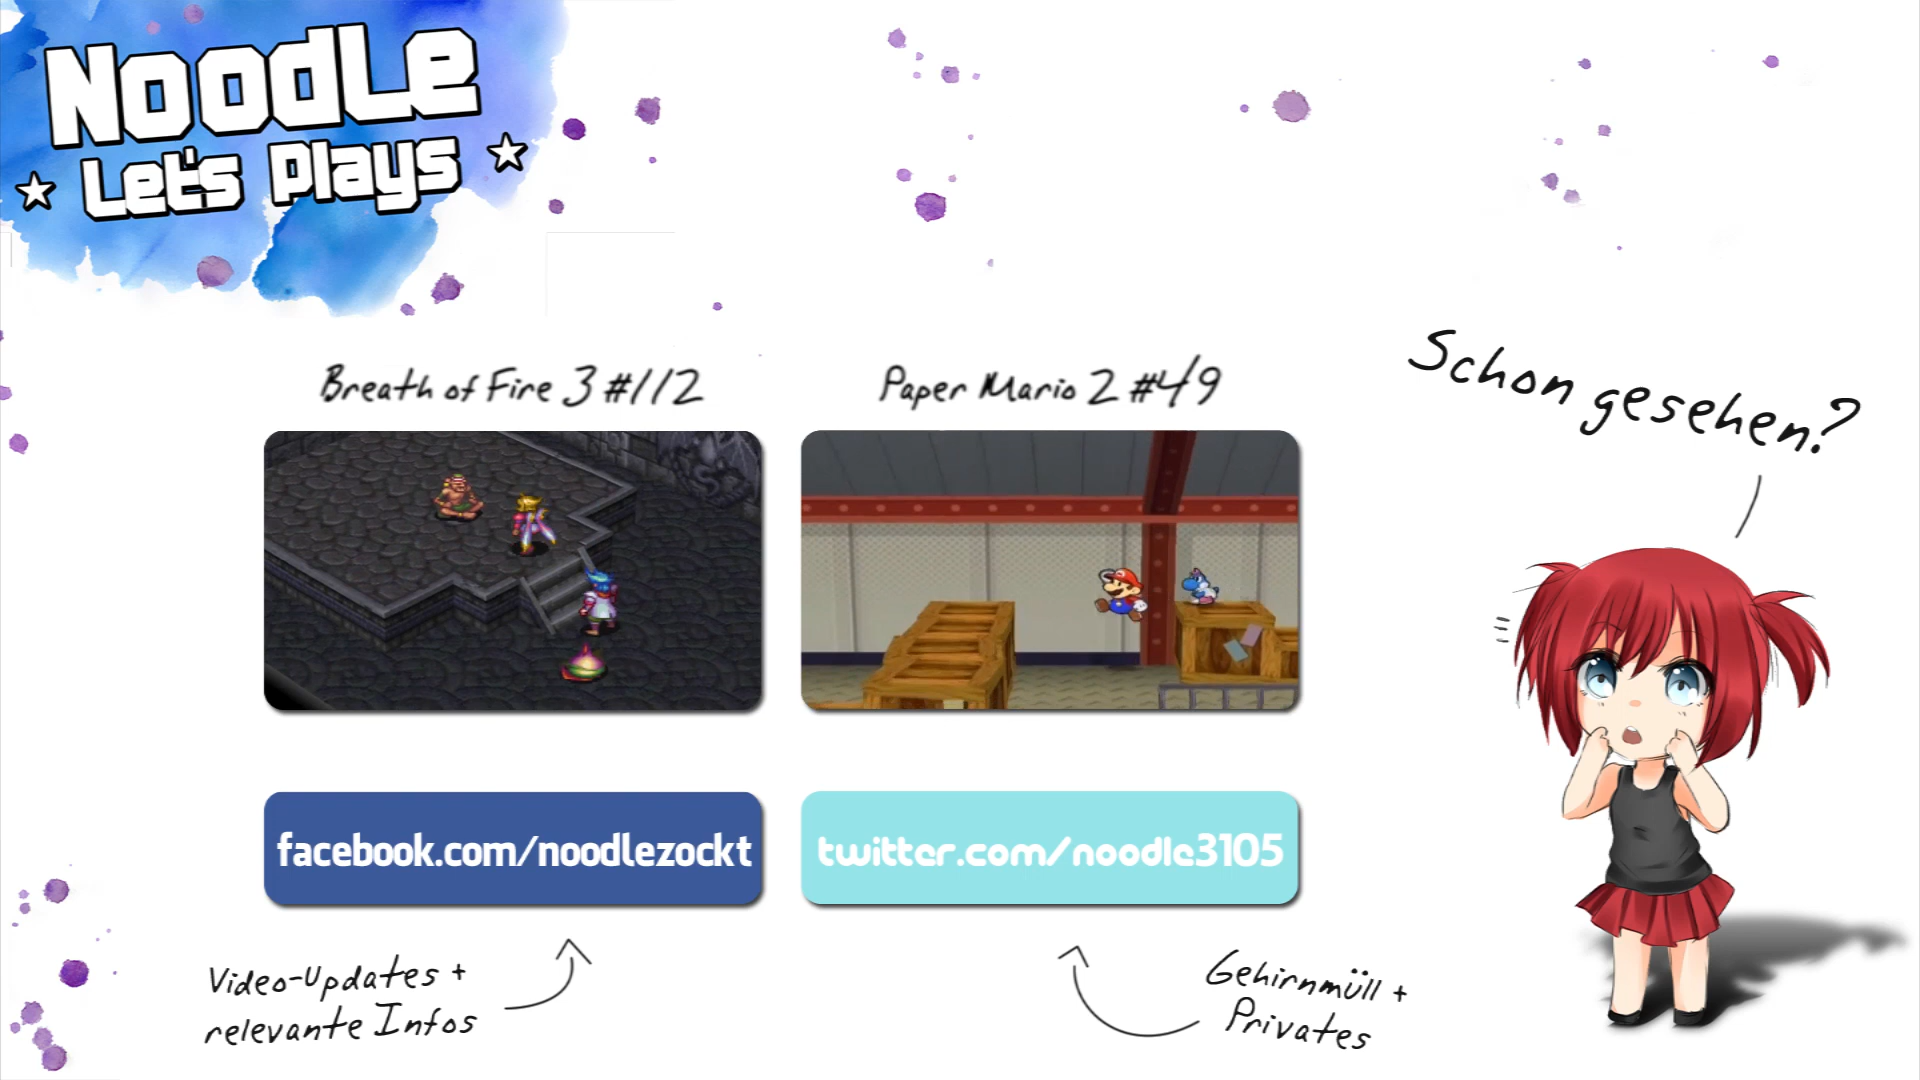 Noodle
Let's Plays
Breath of Fire 3 #112
Paper Mario 2 #49
Schon gesehen?
facebook.com/noodlezockt
twitter.com/noodle3105
Video-Updates +
relevante Infos
Gehirnmüll +
Privates